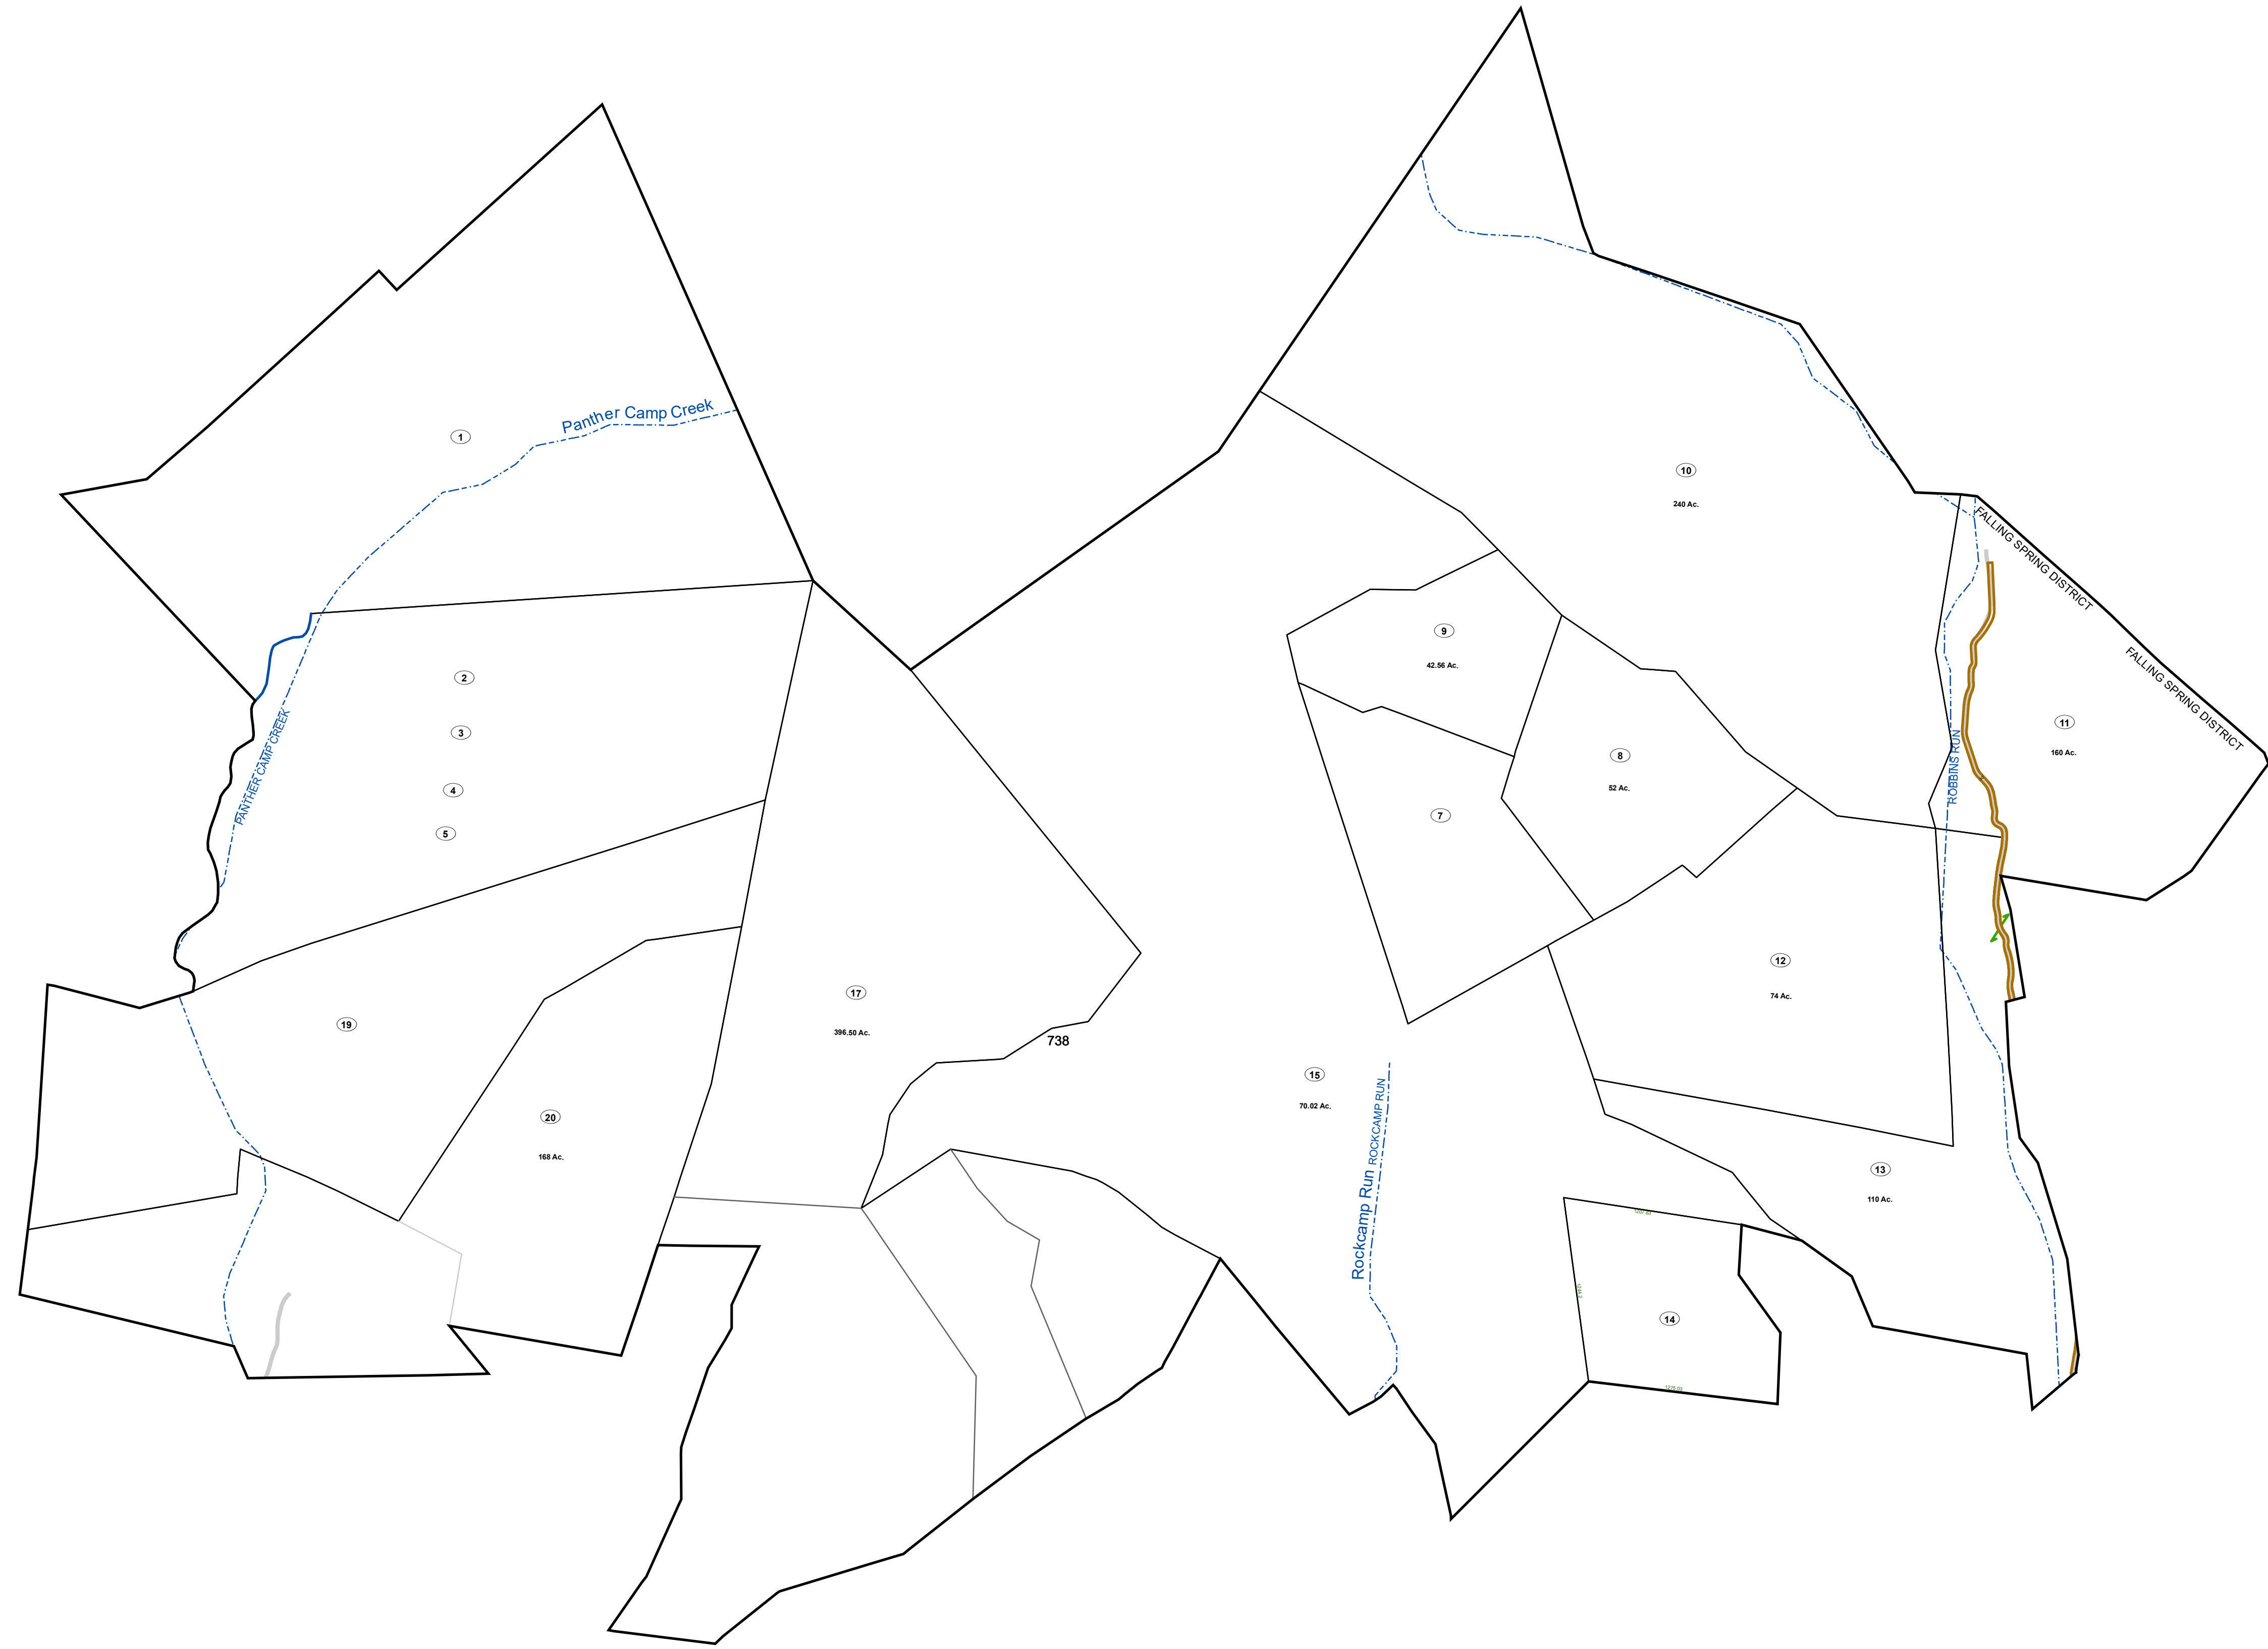 Panther Camp Creek
1
10
240 Ac.
FALLING SPRING DISTRICT
FALLING SPRING DISTRICT
9
42.56 Ac.
2
3
4
5
PANTHER CAMP CREEK
11
160 Ac.
ROBBINS RUN
8
52 Ac.
7
12
74 Ac.
17
396.50 Ac.
19
738
15
70.02 Ac.
Rockcamp Run
ROCKCAMP RUN
20
168 Ac.
13
110 Ac.
14